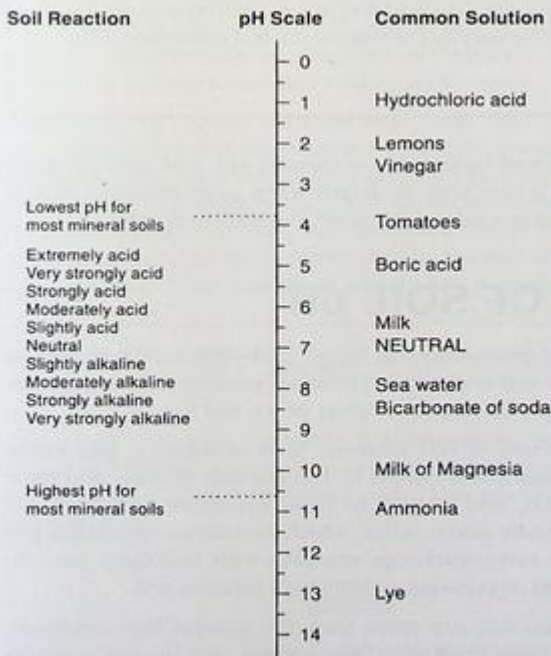 Soil Reaction pH Scale Common Solution
0
1 Hydrochloric acid
2 Lemons
Vinegar
3
Lowest pH for
most mineral soils 4 Tomatoes
Extremely acid
Very strongly acid 5 Boric acid
Strongly acid
Moderately acid 6
Slightly acid Milk
Neutral 7 NEUTRAL
Slightly alkaline
Moderately alkaline 8 Sea water
Strongly alkaline Bicarbonate of soda
Very strongly alkaline
9
10 Milk of Magnesia
Highest pH for
most mineral soils 11 Ammonia
12
13 Lye
14
OF SOIL pH